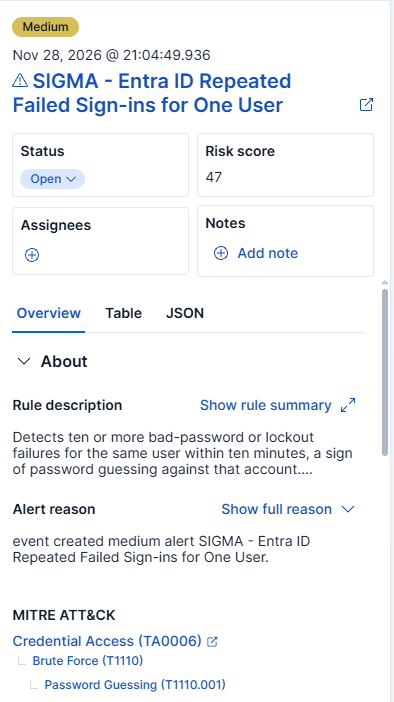 Medium
Nov 28, 2026 @ 21:04:49.936
SIGMA - Entra ID Repeated
Failed Sign-ins for One User
Status
Risk score
Open
47
Assignees
Notes
Add note
Overview
Table
JSON
About
Rule description
Show rule summary
Detects ten or more bad-password or lockout
failures for the same user within ten minutes, a sign
of password guessing against that account....
Alert reason
Show full reason
event created medium alert SIGMA - Entra ID
Repeated Failed Sign-ins for One User.
MITRE ATT&CK
Credential Access (TA0006)
Brute Force (T1110)
Password Guessing (T1110.001)